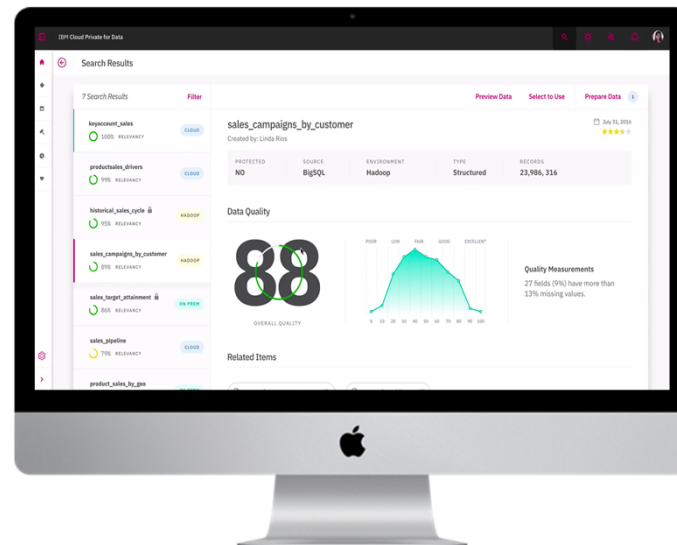 IBM Cloud Private for Data
Search Results
7 Search Results
Filter
Preview Data
Select to Use
Prepare Data
1
keyaccount_sales
100% RELEVANCY
CLOUD
productsales_drivers
99% RELEVANCY
CLOUD
historical_sales_cycle
95% RELEVANCY
HADOOP
sales_campaigns_by_customer
89% RELEVANCY
HADOOP
sales_target_attainment
86% RELEVANCY
ON PREM
sales_pipeline
79% RELEVANCY
CLOUD
product_sales_by_geo
sales_campaigns_by_customer
Created by: Linda Rios
July 31, 2016
PROTECTED SOURCE ENVIRONMENT TYPE RECORDS
NO BigSQL Hadoop Structured 23,986, 316
Data Quality
88
OVERALL QUALITY
POOR LOW FAIR GOOD EXCELLENT
5 10 20 30 40 50 60 70 80 90 100
Quality Measurements
27 fields (9%) have more than
13% missing values.
Related Items